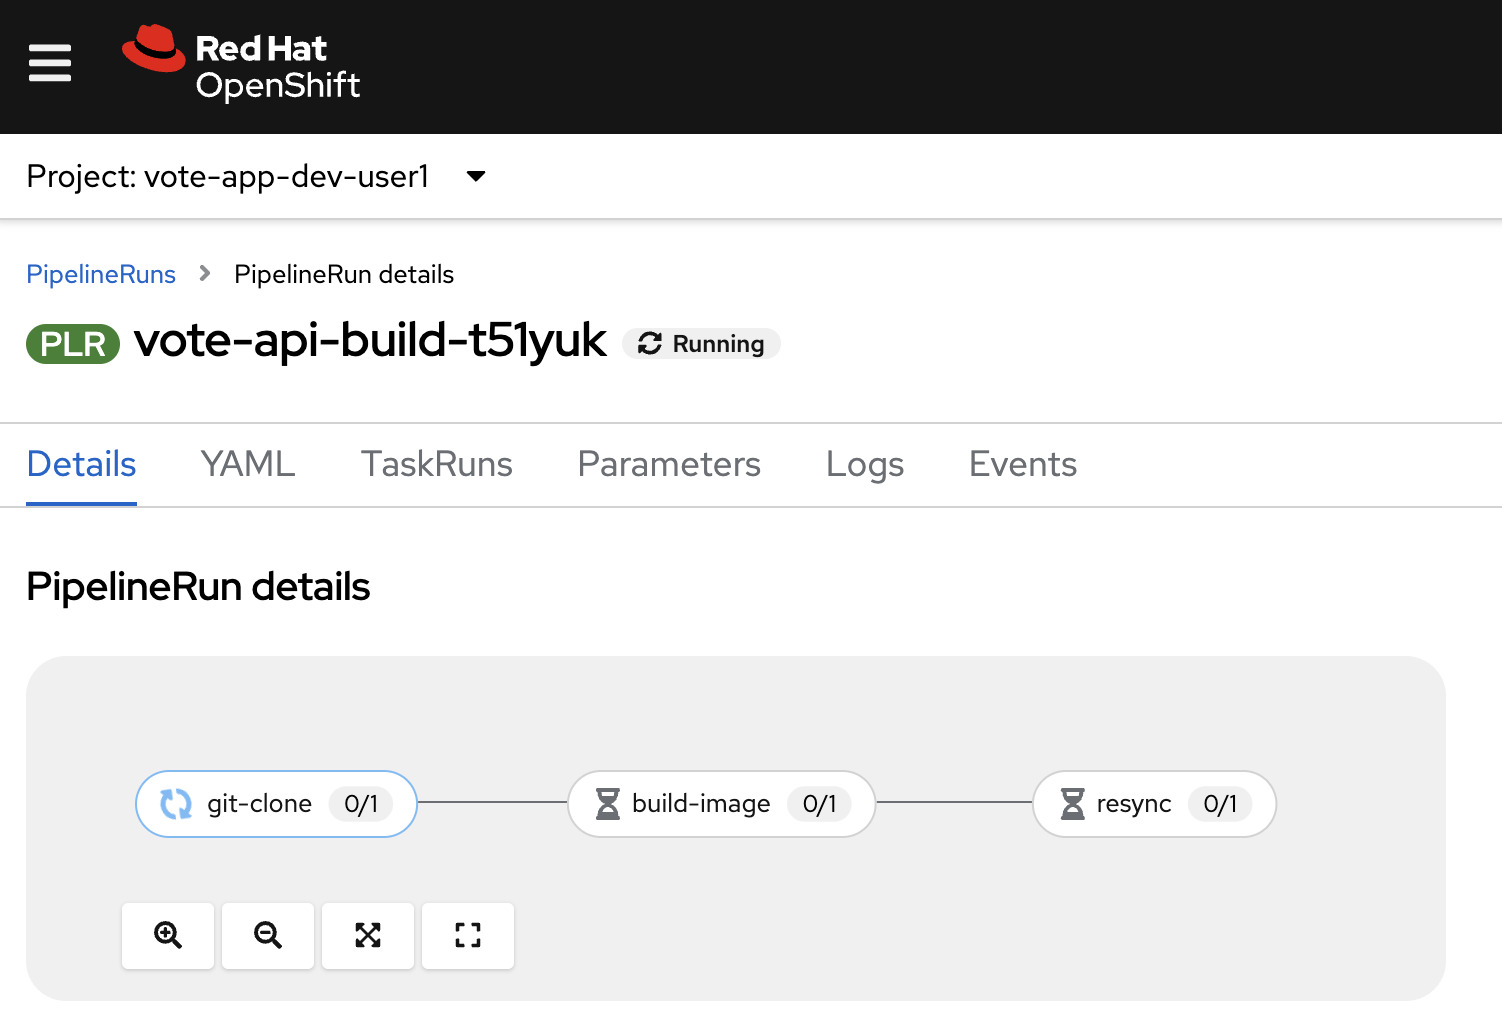 Red Hat
OpenShift
Project: vote-app-dev-user1
PipelineRuns PipelineRun details
PLR vote-api-build-t51yuk Running
Details YAML TaskRuns Parameters Logs Events
PipelineRun details
git-clone 0/1 build-image 0/1 resync 0/1